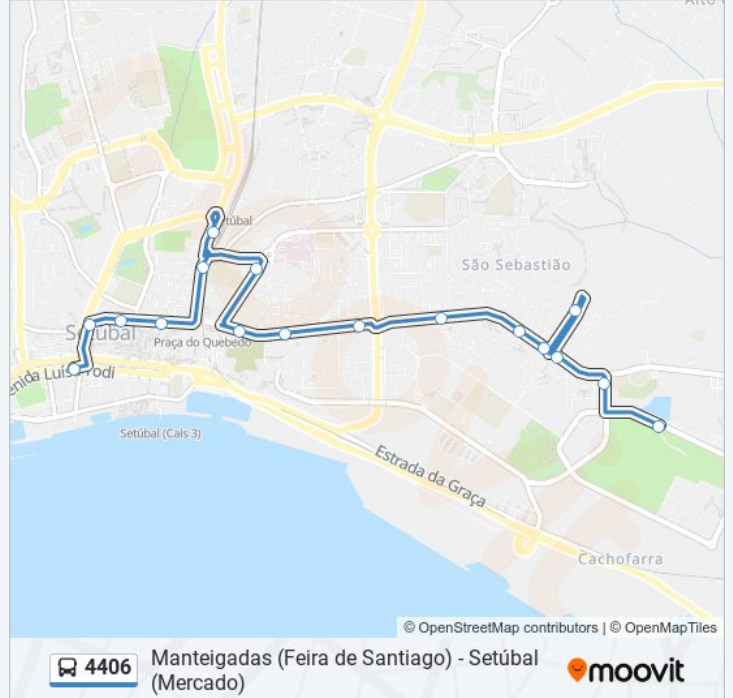 Alto
Setúbal
São Sebastião
Setúbal
Praça do Quebedo
enida Luísa Todi
Setúbal (Cais 3)
Estrada da Graça
Cachofarra
© OpenStreetMap contributors | © OpenMapTiles
4406
Manteigadas (Feira de Santiago) - Setúbal
(Mercado)
moovit